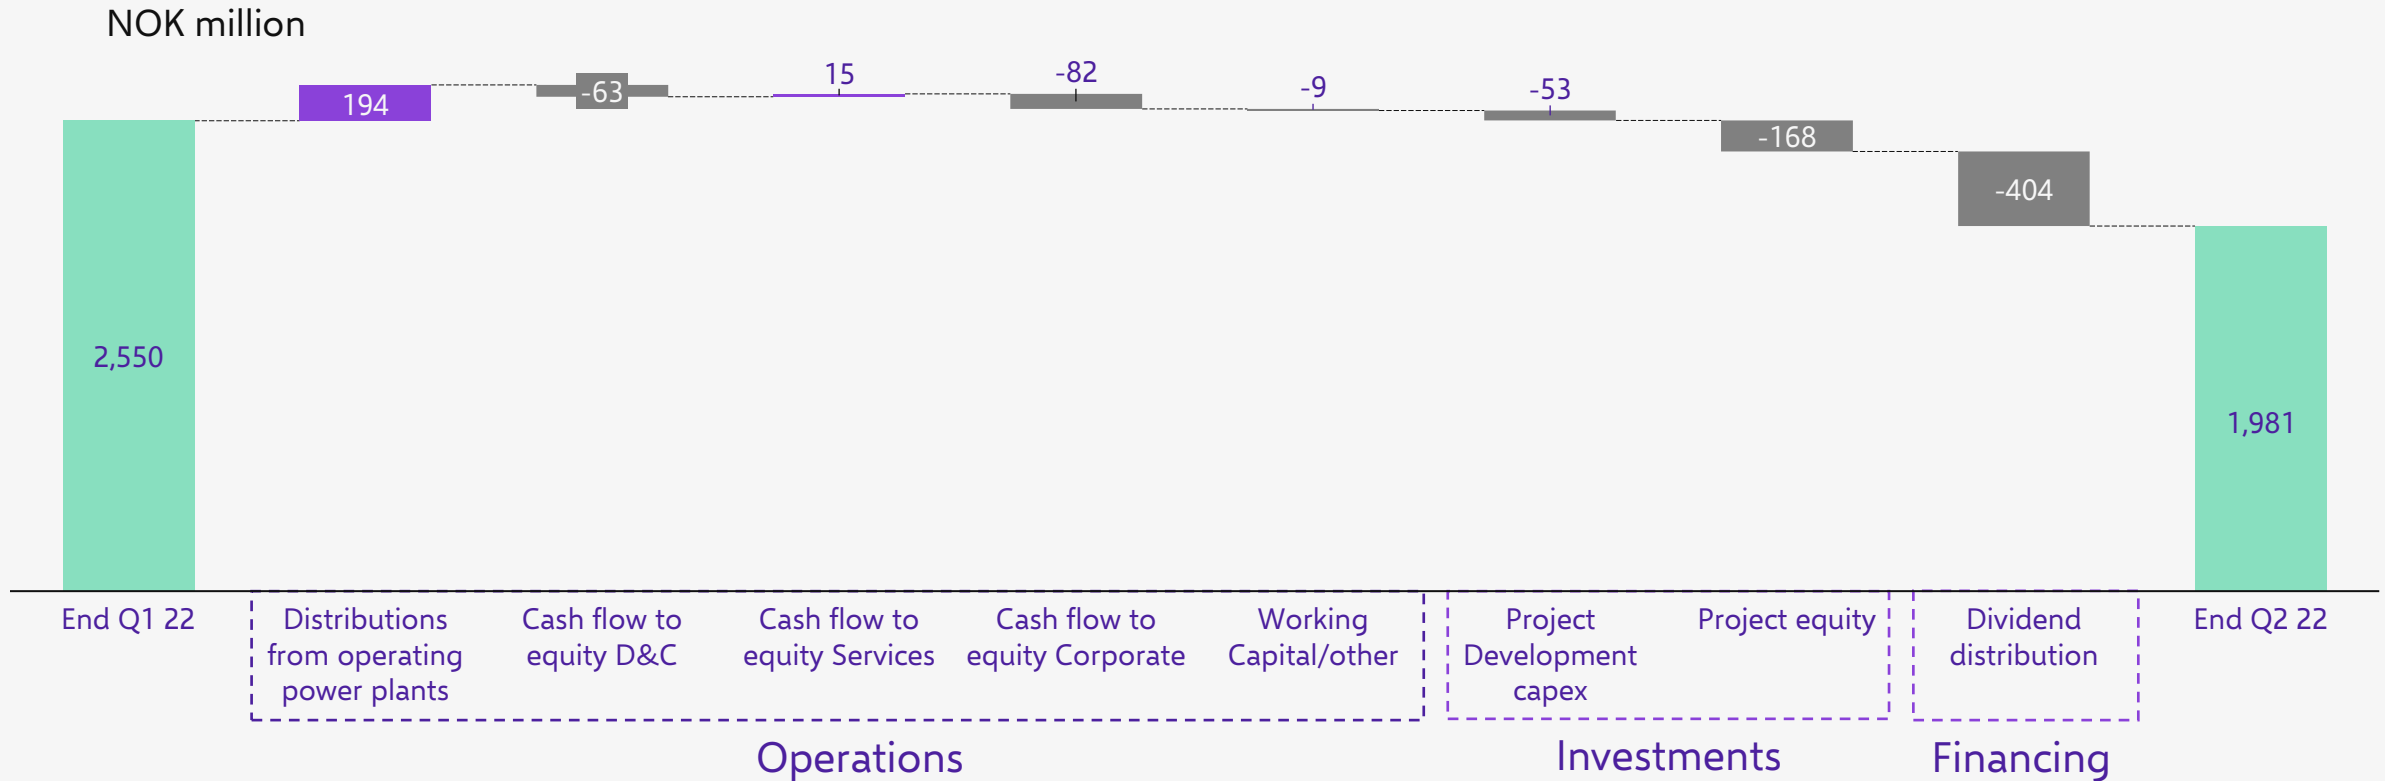 NOK million
2,550
194
-63
15
-82
-9
-53
-168
-404
1,981
End Q1 22
Distributions
from operating
power plants
Cash flow to
equity D&C
Cash flow to
equity Services
Cash flow to
equity Corporate
Working
Capital/other
Project
Development
capex
Project equity
Dividend
distribution
End Q2 22
Operations
Investments
Financing